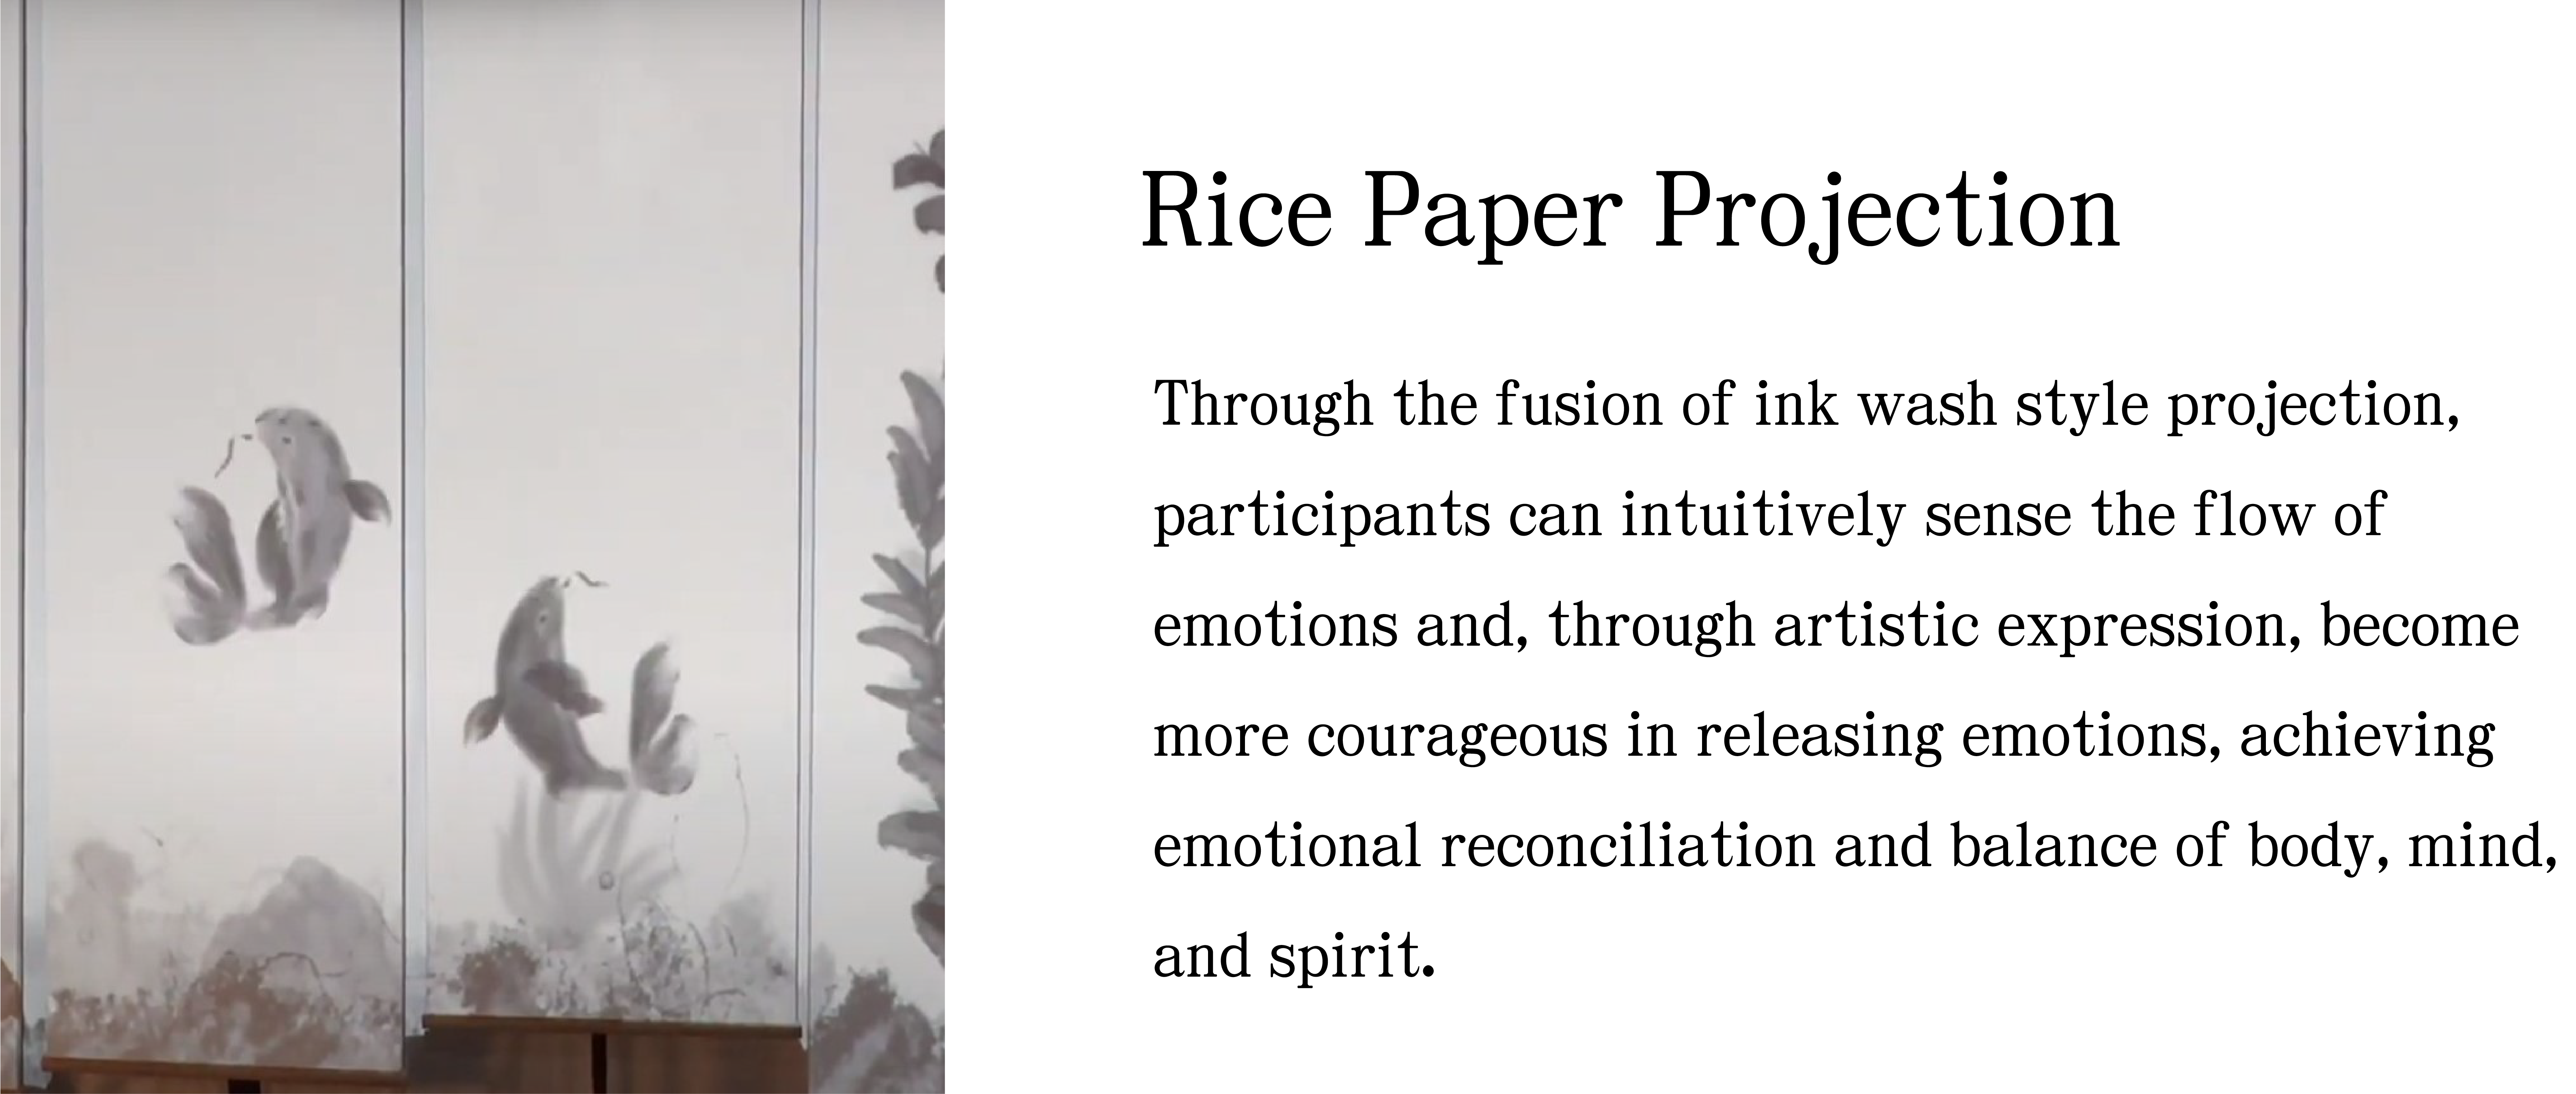 Rice Paper Projection
Through the fusion of ink wash style projection,
participants can intuitively sense the flow of
emotions and, through artistic expression, become
more courageous in releasing emotions, achieving
emotional reconciliation and balance of body, mind,
and spirit.